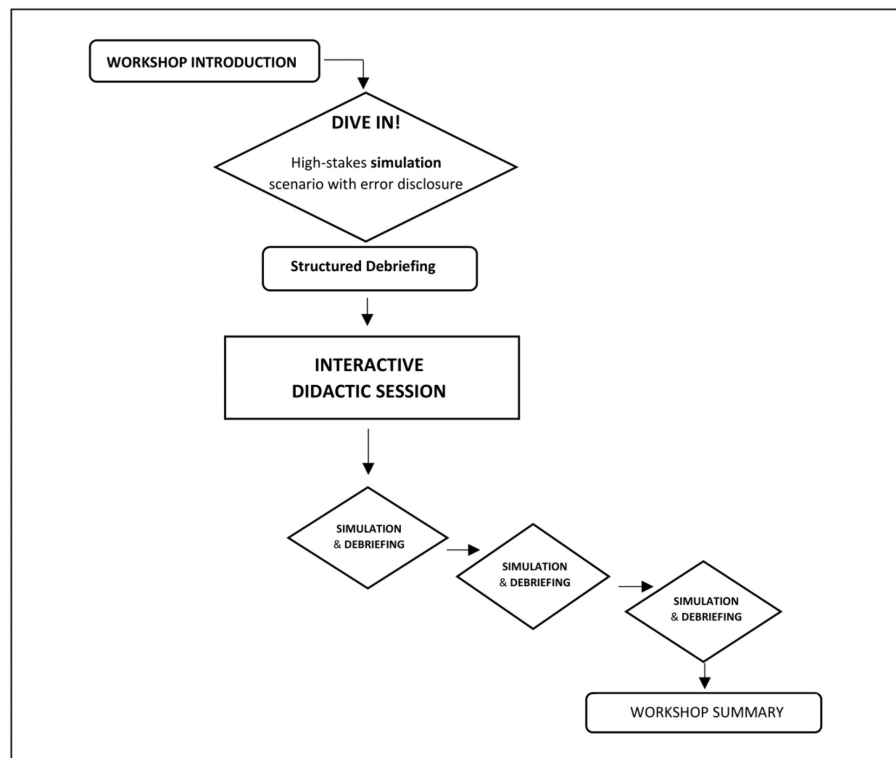 WORKSHOP INTRODUCTION
DIVE IN!
High-stakes simulation
scenario with error disclosure
Structured Debriefing
INTERACTIVE
DIDACTIC SESSION
SIMULATION
& DEBRIEFING
SIMULATION
& DEBRIEFING
SIMULATION
& DEBRIEFING
WORKSHOP SUMMARY